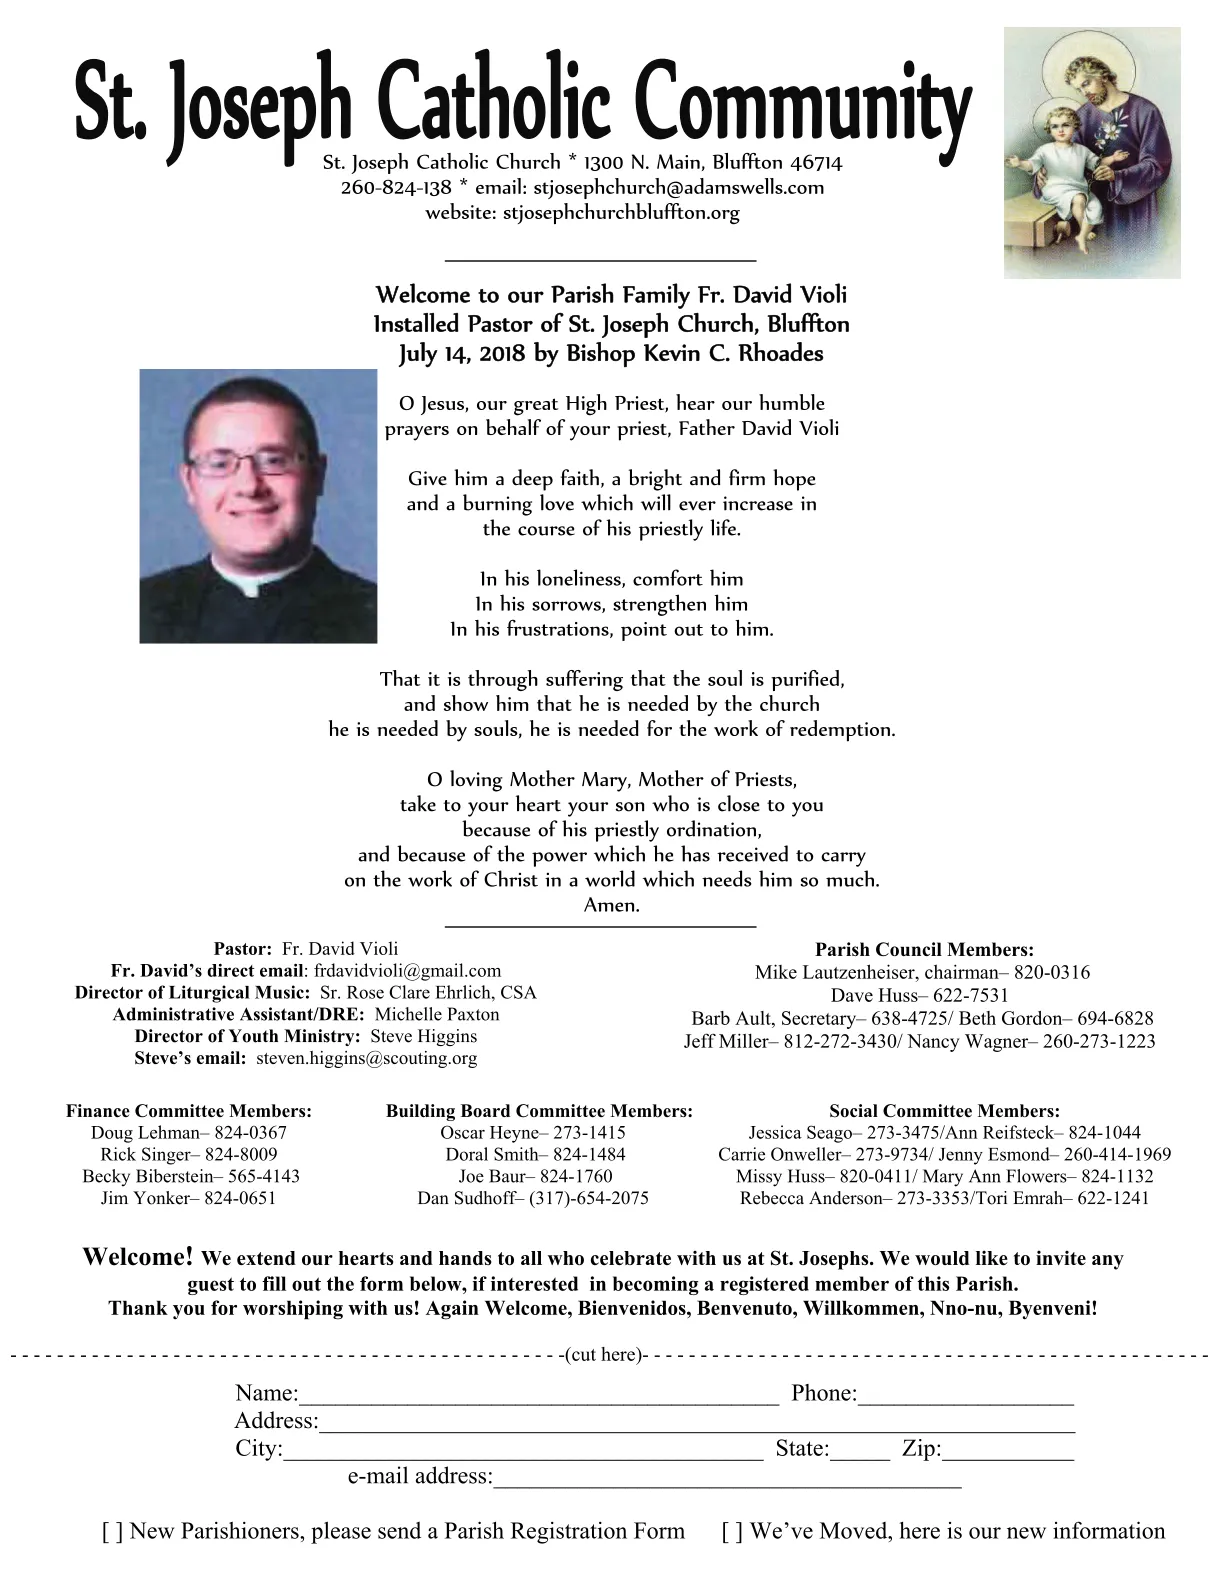 St. Joseph Catholic Community
St. Joseph Catholic Church * 1300 N. Main, Bluffton 46714
260-824-138 * email: stjosephchurch@adamswells.com
website: stjosephchurchbluffton.org
Welcome to our Parish Family Fr. David Violi
Installed Pastor of St. Joseph Church, Bluffton
July 14, 2018 by Bishop Kevin C. Rhoades
O Jesus, our great High Priest, hear our humble
prayers on behalf of your priest, Father David Violi
Give him a deep faith, a bright and firm hope
and a burning love which will ever increase in
the course of his priestly life.
In his loneliness, comfort him
In his sorrows, strengthen him
In his frustrations, point out to him.
That it is through suffering that the soul is purified,
and show him that he is needed by the church
he is needed by souls, he is needed for the work of redemption.
O loving Mother Mary, Mother of Priests,
take to your heart your son who is close to you
because of his priestly ordination,
and because of the power which he has received to carry
on the work of Christ in a world which needs him so much.
Amen.
Pastor: Fr. David Violi
Fr. David's direct email: frdavidvioli@gmail.com
Director of Liturgical Music: Sr. Rose Clare Ehrlich, CSA
Administrative Assistant/DRE: Michelle Paxton
Director of Youth Ministry: Steve Higgins
Steve's email: steven.higgins@scouting.org
Parish Council Members:
Mike Lautzenheiser, chairman– 820-0316
Dave Huss– 622-7531
Barb Ault, Secretary– 638-4725/ Beth Gordon– 694-6828
Jeff Miller– 812-272-3430/ Nancy Wagner– 260-273-1223
Finance Committee Members:
Doug Lehman– 824-0367
Rick Singer– 824-8009
Becky Biberstein– 565-4143
Jim Yonker– 824-0651
Building Board Committee Members:
Oscar Heyne– 273-1415
Doral Smith– 824-1484
Joe Baur– 824-1760
Dan Sudhoff– (317)-654-2075
Social Committee Members:
Jessica Seago– 273-3475/Ann Reifsteck– 824-1044
Carrie Onweller– 273-9734/ Jenny Esmond– 260-414-1969
Missy Huss– 820-0411/ Mary Ann Flowers– 824-1132
Rebecca Anderson– 273-3353/Tori Emrah– 622-1241
Welcome! We extend our hearts and hands to all who celebrate with us at St. Josephs. We would like to invite any
guest to fill out the form below, if interested in becoming a registered member of this Parish.
Thank you for worshiping with us! Again Welcome, Bienvenidos, Benvenuto, Willkommen, Nno-nu, Byenveni!
(cut here)
Name: Phone:
Address:
City: State: Zip:
e-mail address:
[ ] New Parishioners, please send a Parish Registration Form [ ] We've Moved, here is our new information